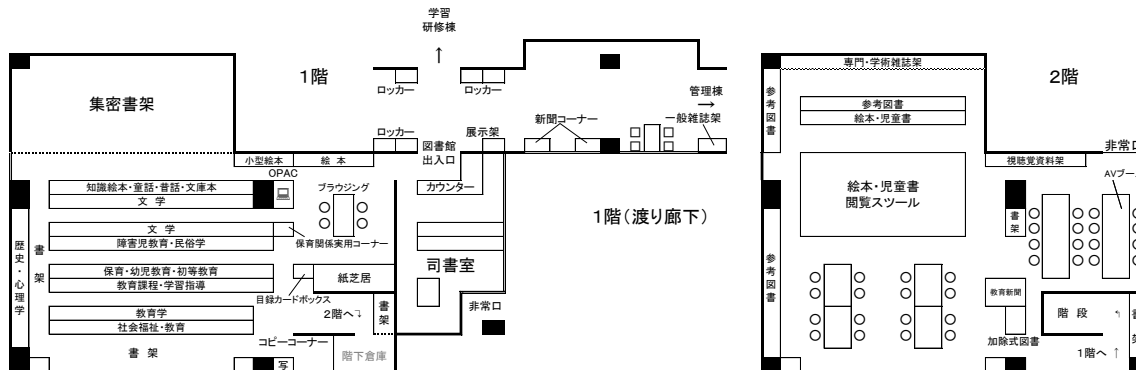 学習
研修棟
↑
1階
ロッカー
ロッカー
管理棟
→
一般雑誌架
新聞コーナー
集密書架
ロッカー
図書館
出入口
展示架
小型絵本
絵本
OPAC
知識絵本・童話・昔話・文庫本
文学
ブラウジング
カウンター
文学
障害児教育・民俗学
保育関係実用コーナー
1階(渡り廊下)
歴史・心理学
書架
保育・幼児教育・初等教育
教育課程・学習指導
紙芝居
司書室
目録カードボックス
教育学
社会福祉・教育
2階へ
書架
非常口
書架
コピーコーナー
階下倉庫
写
2階
専門・学術雑誌架
参考図書
参考図書
絵本・児童書
非常口
視聴覚資料架
絵本・児童書
閲覧スツール
書架
参考図書
教育新聞
階段
加除式図書
1階へ ↑